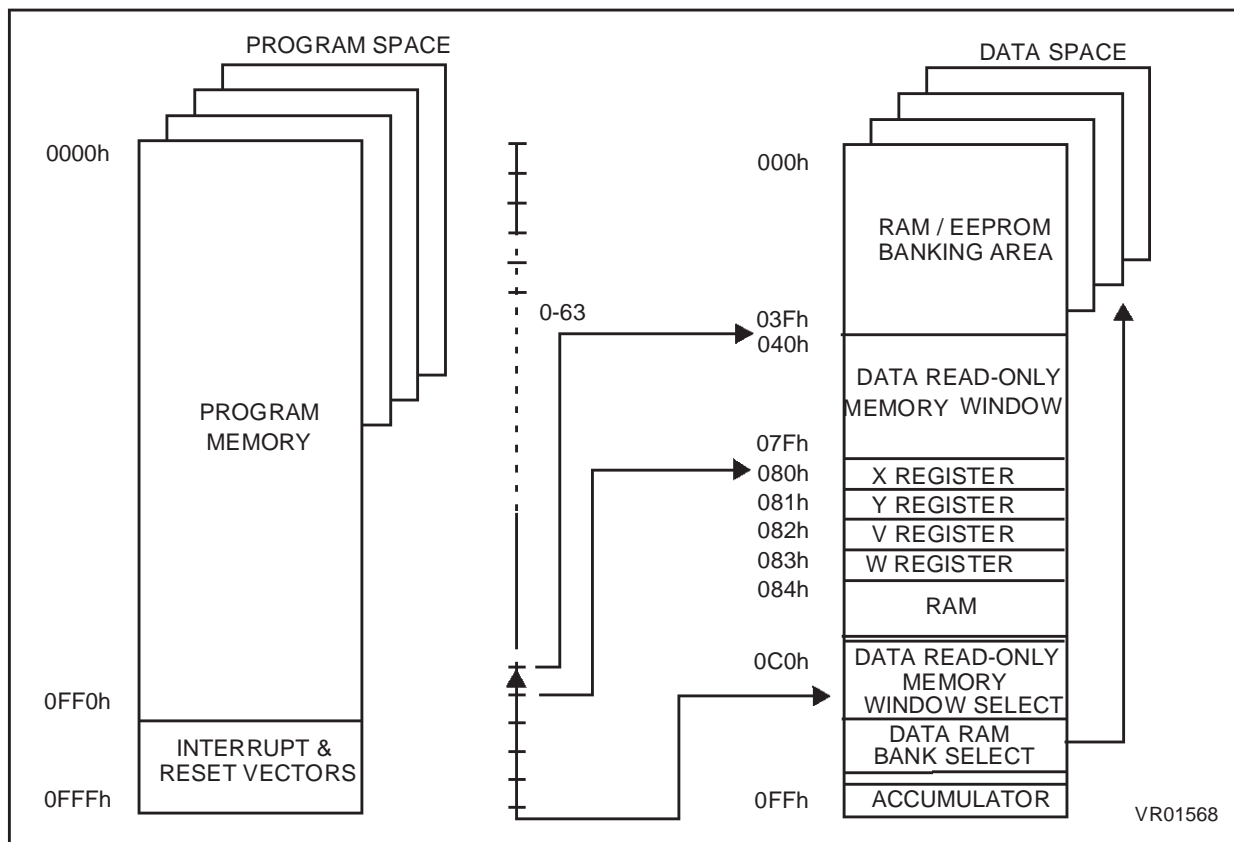 PROGRAM SPACE
0000h
PROGRAM
MEMORY
0FF0h
INTERRUPT &
RESET VECTORS
0FFFh
0-63
DATA SPACE
000h
RAM / EEPROM
BANKING AREA
03Fh
040h
DATA READ-ONLY
MEMORY WINDOW
07Fh
080h
X REGISTER
081h
Y REGISTER
082h
V REGISTER
083h
W REGISTER
084h
RAM
0C0h
DATA READ-ONLY
MEMORY
WINDOW SELECT
DATA RAM
BANK SELECT
0FFh
ACCUMULATOR
VR01568